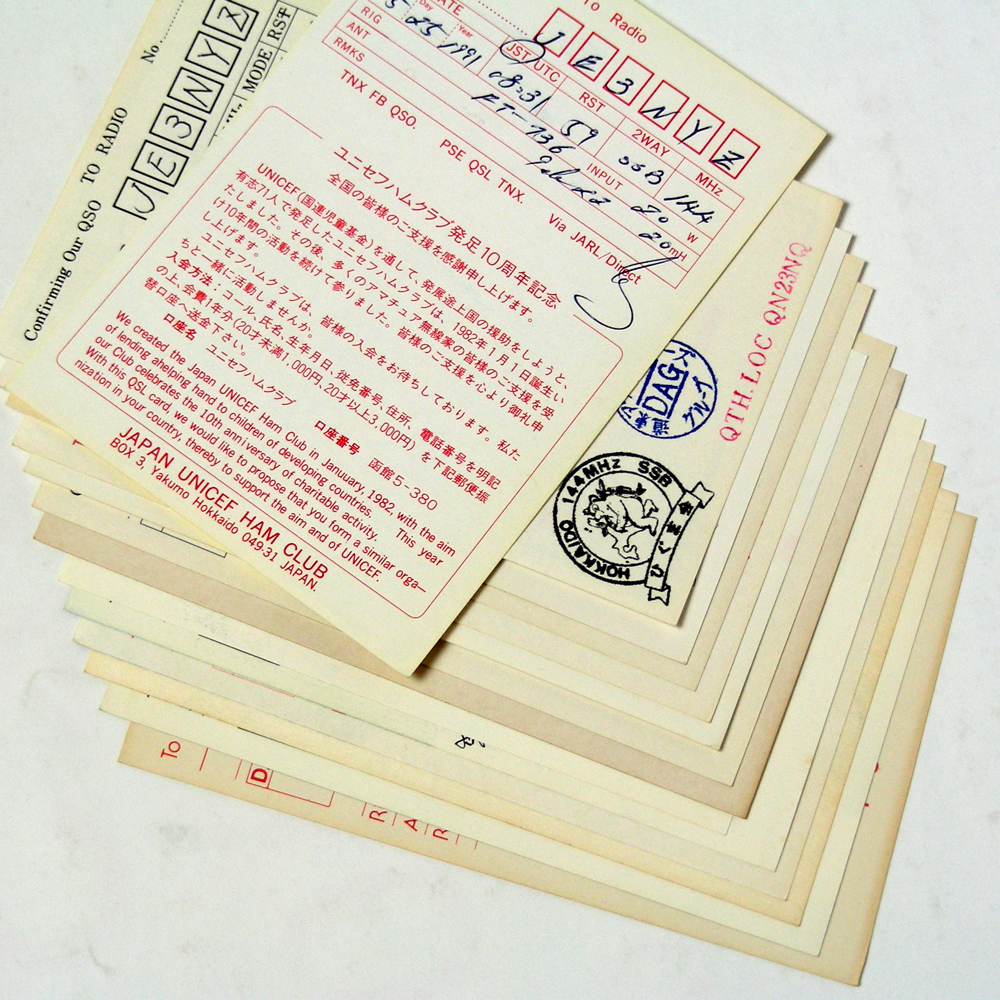 To Radio
JE3NYZ
DATE
Day
Year
JST
UTC
RST
2WAY
MHz
5 25 1991
08:31
59
SSB
144
RIG
FT-736
INPUT
20
W
ANT
20mH
RMKS
TNX FB QSO.
PSE QSL TNX.
Via JARL/Direct
ユニセフハムクラブ発足10周年記念
全国の皆様のご支援を感謝申し上げます。
UNICEF(国連児童基金)を通して、発展途上国の援助をしようと、
有志71人で発足したユニセフハムクラブは、1982年1月1日誕生い
たしました。その後、多くのアマチュア無線家の皆様のご支援を受
け10年間の活動を続けて参りました。皆様のご支援を心より御礼申
し上げます。
ユニセフハムクラブは、皆様の入会をお待ちしております。私た
ちと一緒に活動しませんか。
入会方法:コール、氏名、生年月日、従免番号、住所、電話番号を明記
の上、会費1年分(20才未満1,000円、20才以上3,000円)を下記郵便振
替口座へ送金下さい。
口座名 ユニセフハムクラブ
口座番号 函館5-380
We created the Japan UNICEF Ham Club in Januuary, 1982, with the aim
of lending ahelping hand to children of developing countries. This year
our Club celebrates the 10th anniversary of charitable activity.
With this QSL card, we would like to propose that you form a similar orga-
nization in your country, thereby to support the aim and of UNICEF.
JAPAN UNICEF HAM CLUB
BOX 3, Yakumo Hokkaido 049-31 JAPAN.
No
Confirming Our QSO TO RADIO
JE3NYZ
MODE
RST
QTH.LOC QN23NQ
DAG
グループ
144MHz SSB
HOKKAIDO
To
D
R
A
R